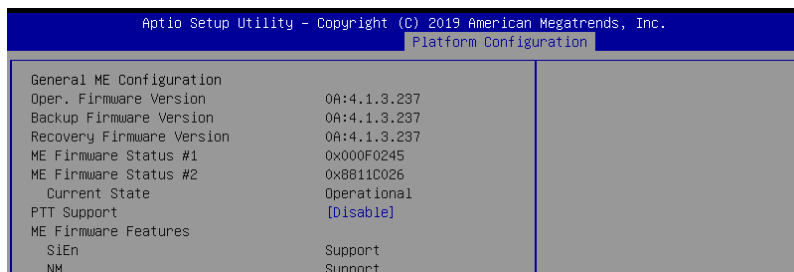 Aptio Setup Utility – Copyright (C) 2019 American Megatrends, Inc.
Platform Configuration
General ME Configuration
Oper. Firmware Version 0A:4.1.3.237
Backup Firmware Version 0A:4.1.3.237
Recovery Firmware Version 0A:4.1.3.237
ME Firmware Status #1 0x000F0245
ME Firmware Status #2 0x8811C026
Current State Operational
PTT Support [Disable]
ME Firmware Features
SiEn Support
NM Support